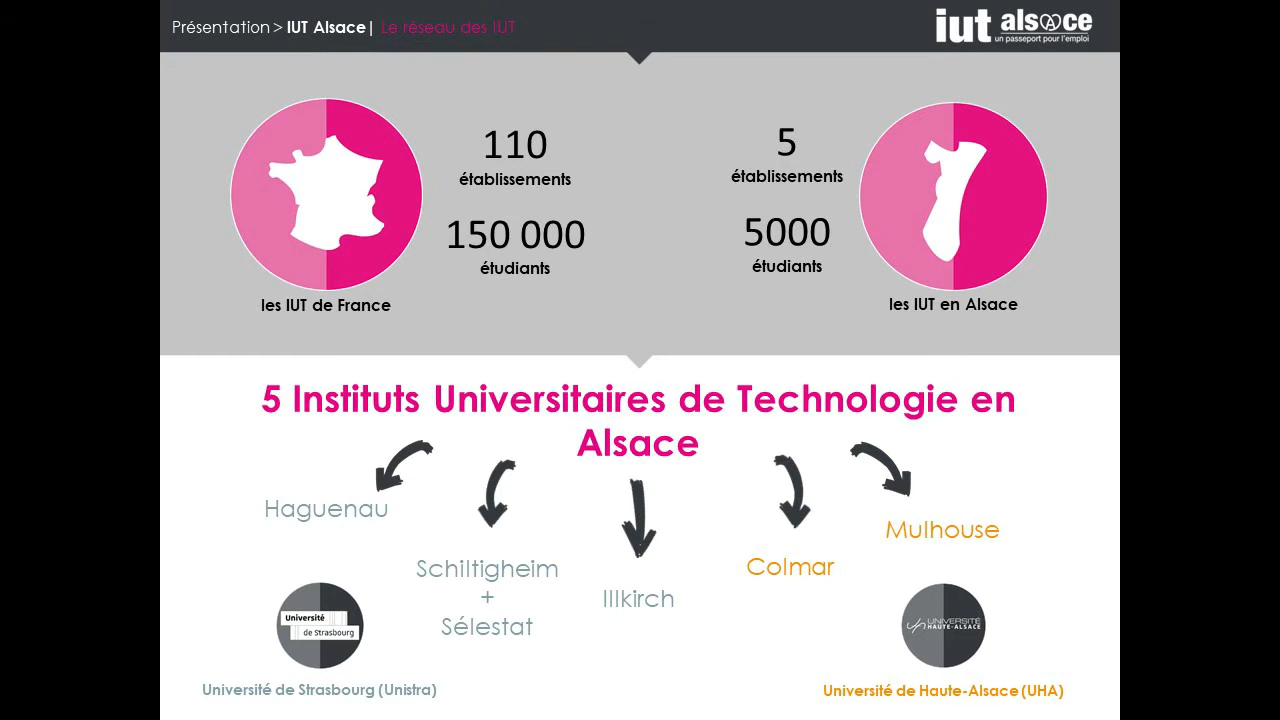 Présentation > IUT Alsace| Le réseau des IUT
iut alsace
un passeport pour l'emploi
110
établissements
150 000
étudiants
les IUT de France
5
établissements
5000
étudiants
les IUT en Alsace
5 Instituts Universitaires de Technologie en
Alsace
Haguenau
Schiltigheim
+
Sélestat
Illkirch
Colmar
Mulhouse
Université
de Strasbourg
Université de Strasbourg (Unistra)
UNIVERSITÉ
HAUTE-ALSACE
Université de Haute-Alsace (UHA)